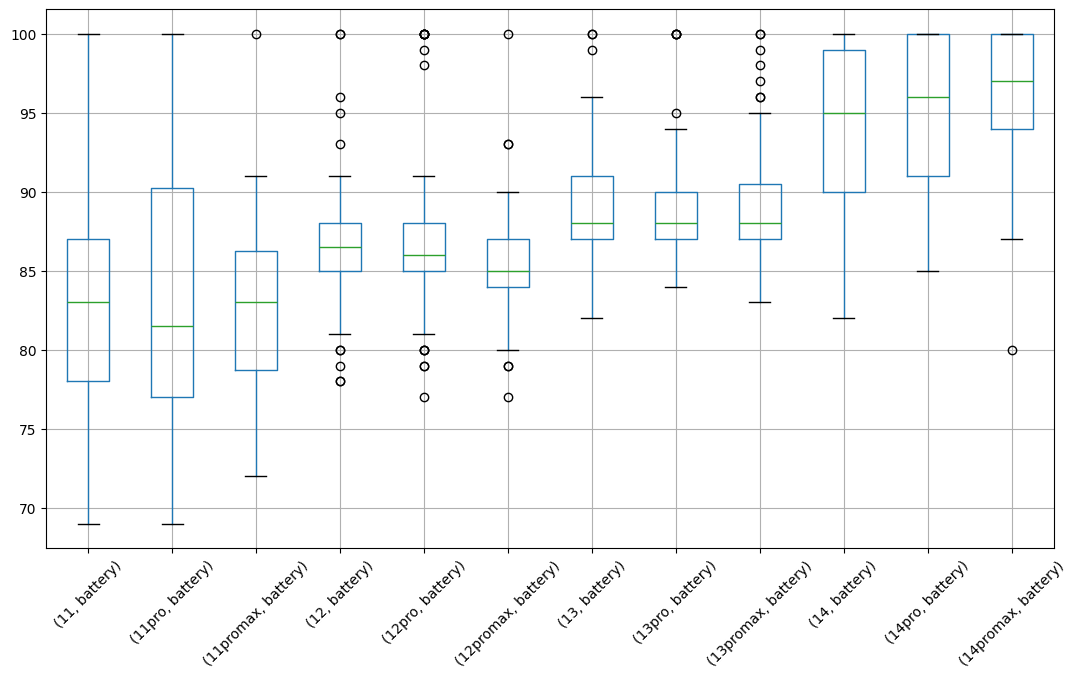 100
95
90
85
80
75
70
(11, battery)
(11pro, battery)
(11promax, battery)
(12, battery)
(12pro, battery)
(12promax, battery)
(13, battery)
(13pro, battery)
(13promax, battery)
(14, battery)
(14pro, battery)
(14promax, battery)